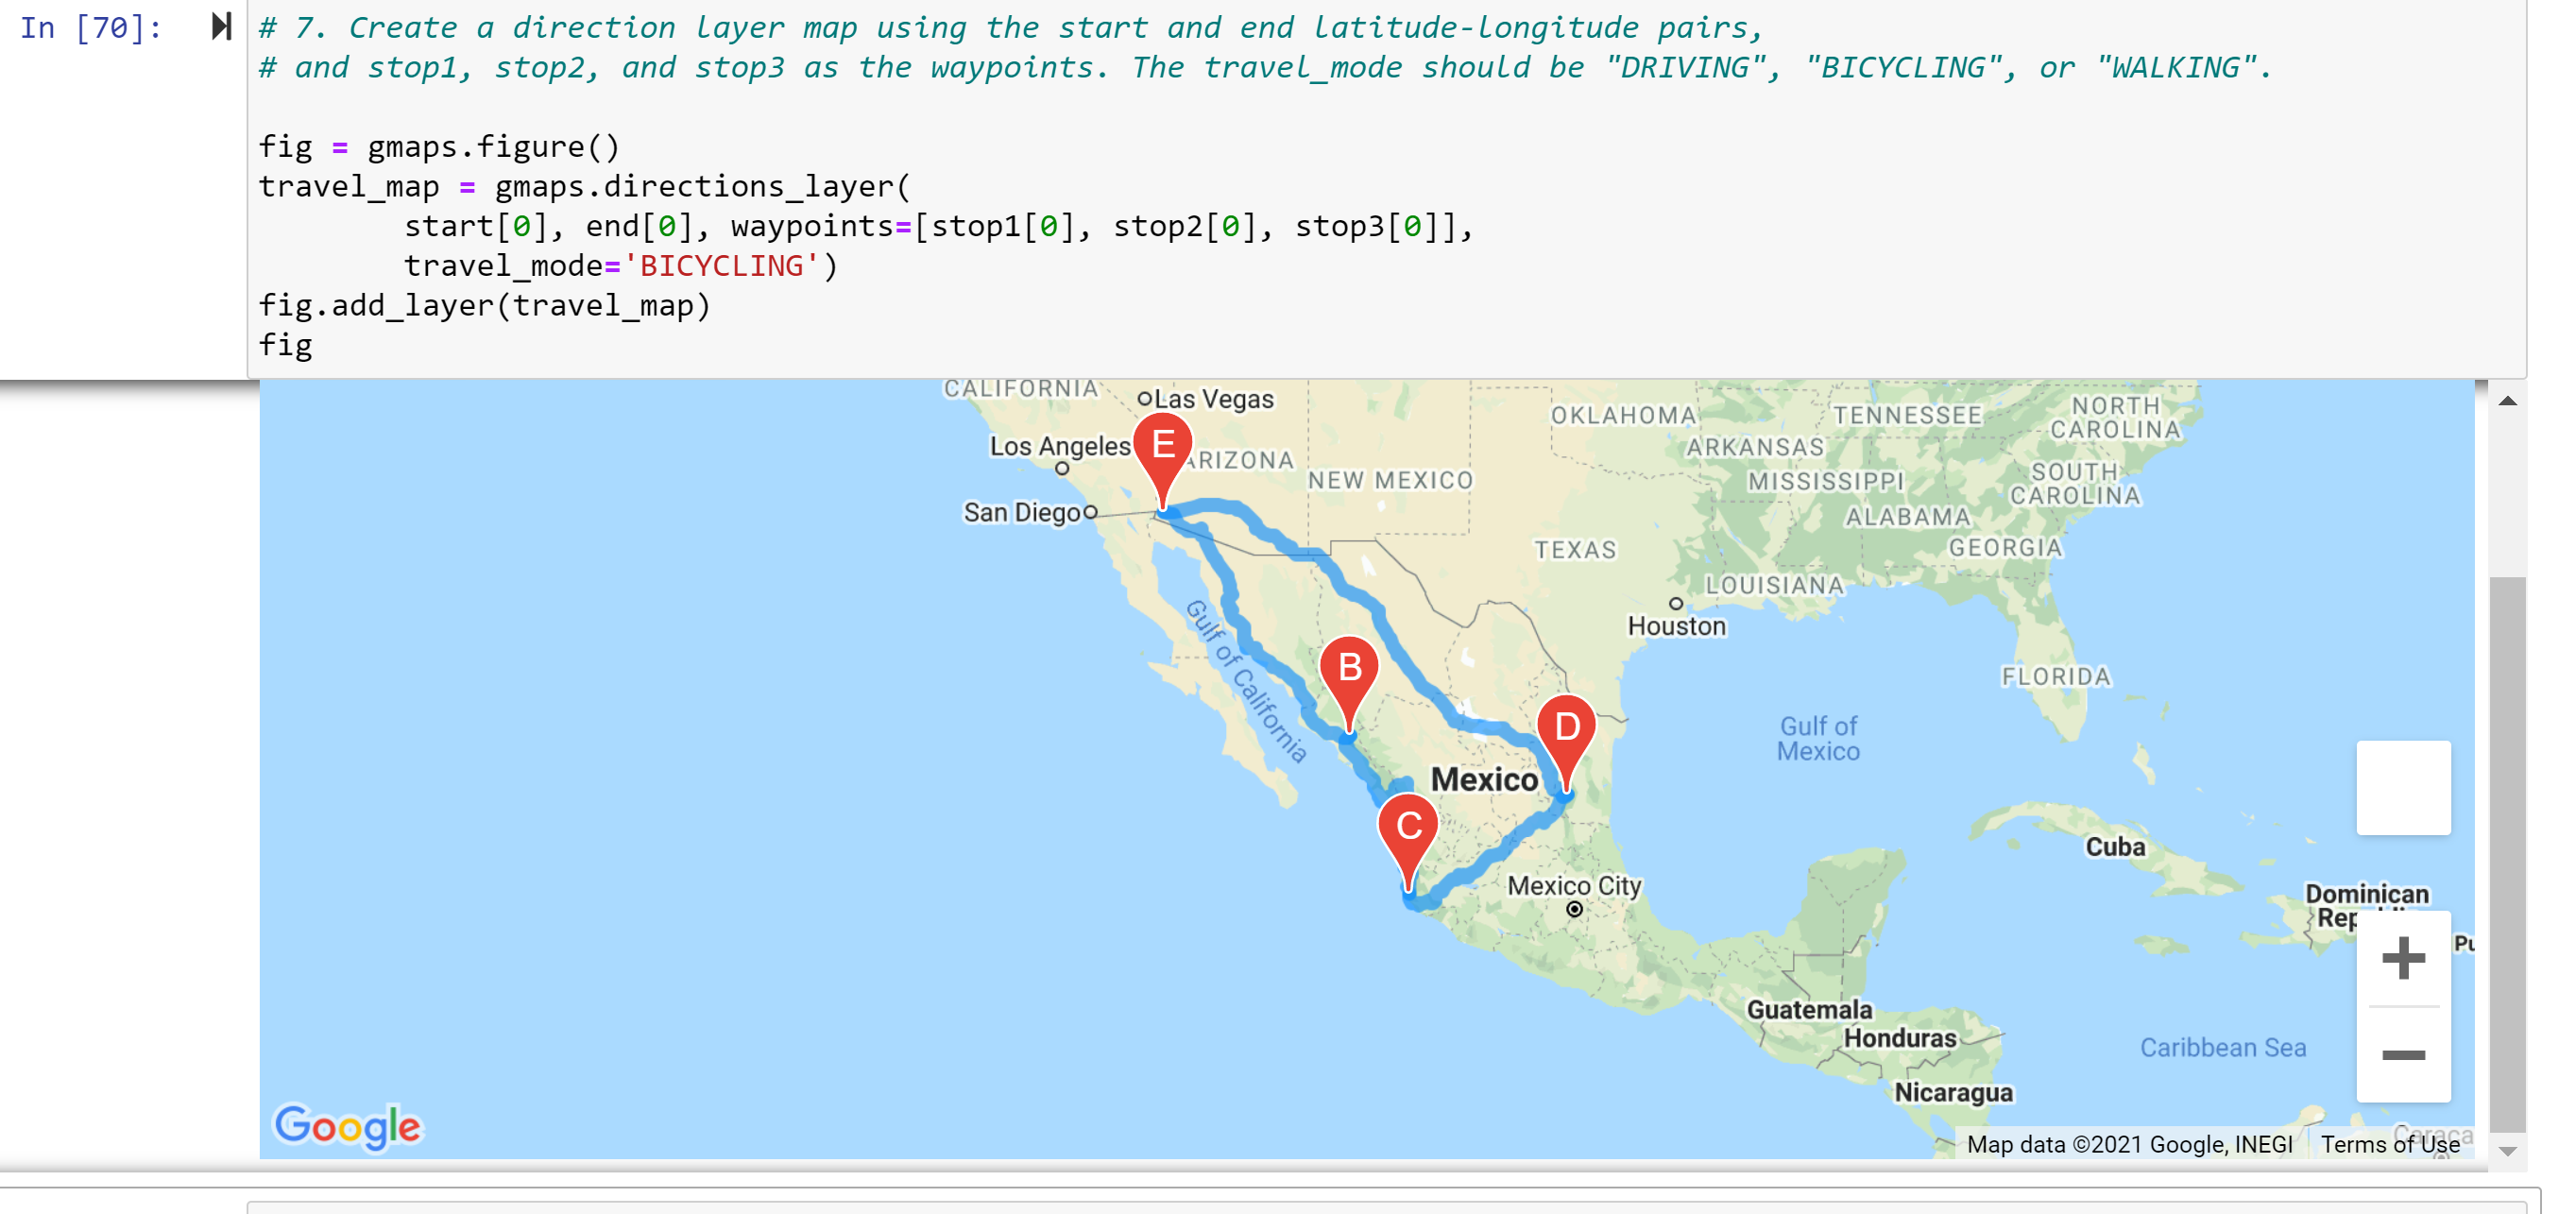 In [70]:
# 7. Create a direction layer map using the start and end latitude-longitude pairs,
# and stop1, stop2, and stop3 as the waypoints. The travel_mode should be "DRIVING", "BICYCLING", or "WALKING".
fig = gmaps.figure()
travel_map = gmaps.directions_layer(
start[0], end[0], waypoints=[stop1[0], stop2[0], stop3[0]],
travel_mode='BICYCLING')
fig.add_layer(travel_map)
fig
CALIFORNIA
Las Vegas
Los Angeles
E
ARIZONA
NEW MEXICO
San Diego
OKLAHOMA
TENNESSEE
NORTH
CAROLINA
ARKANSAS
MISSISSIPPI
SOUTH
CAROLINA
ALABAMA
GEORGIA
TEXAS
LOUISIANA
Houston
FLORIDA
Gulf of California
B
D
C
Mexico
Gulf of
Mexico
Mexico City
Cuba
Dominican
Guatemala
Honduras
Nicaragua
Caribbean Sea
+
−
Google
Map data ©2021 Google, INEGI
Terms of Use